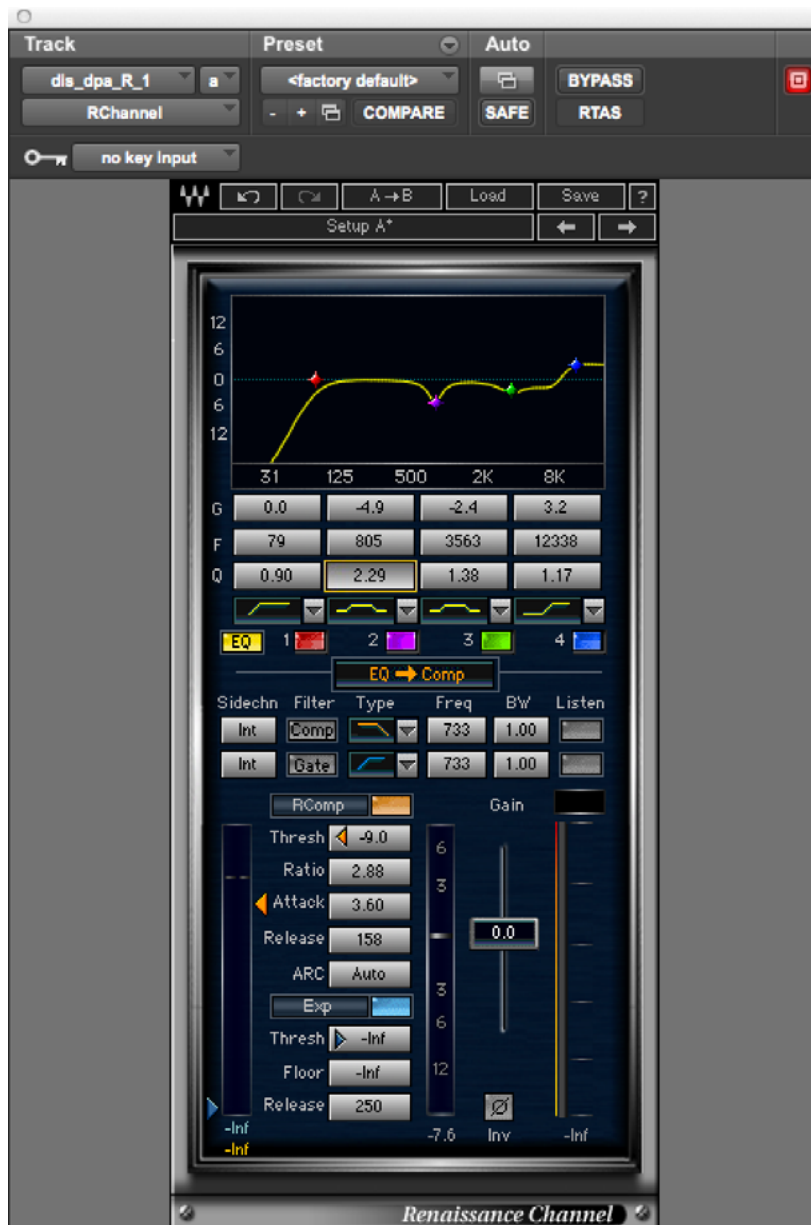 Track Preset Auto
dls_dpa_R_1 a <factory default> BYPASS
RChannel - + COMPARE SAFE RTAS
no key input
A→B Load Save ?
Setup A*
12
6
0
6
12
31 125 500 2K 8K
G 0.0 -4.9 -2.4 3.2
F 79 805 3563 12338
Q 0.90 2.29 1.38 1.17
EQ 1 2 3 4
EQ → Comp
Sidechn Filter Type Freq BW Listen
Int Comp 733 1.00
Int Gate 733 1.00
RComp Gain
Thresh -9.0 6
Ratio 2.88 3
Attack 3.60
Release 158 0.0
ARC Auto 3
Exp
Thresh -Inf 6
Floor -Inf 12
Release 250 Ø
-Inf -7.6 Inv -Inf
-Inf
Renaissance Channel